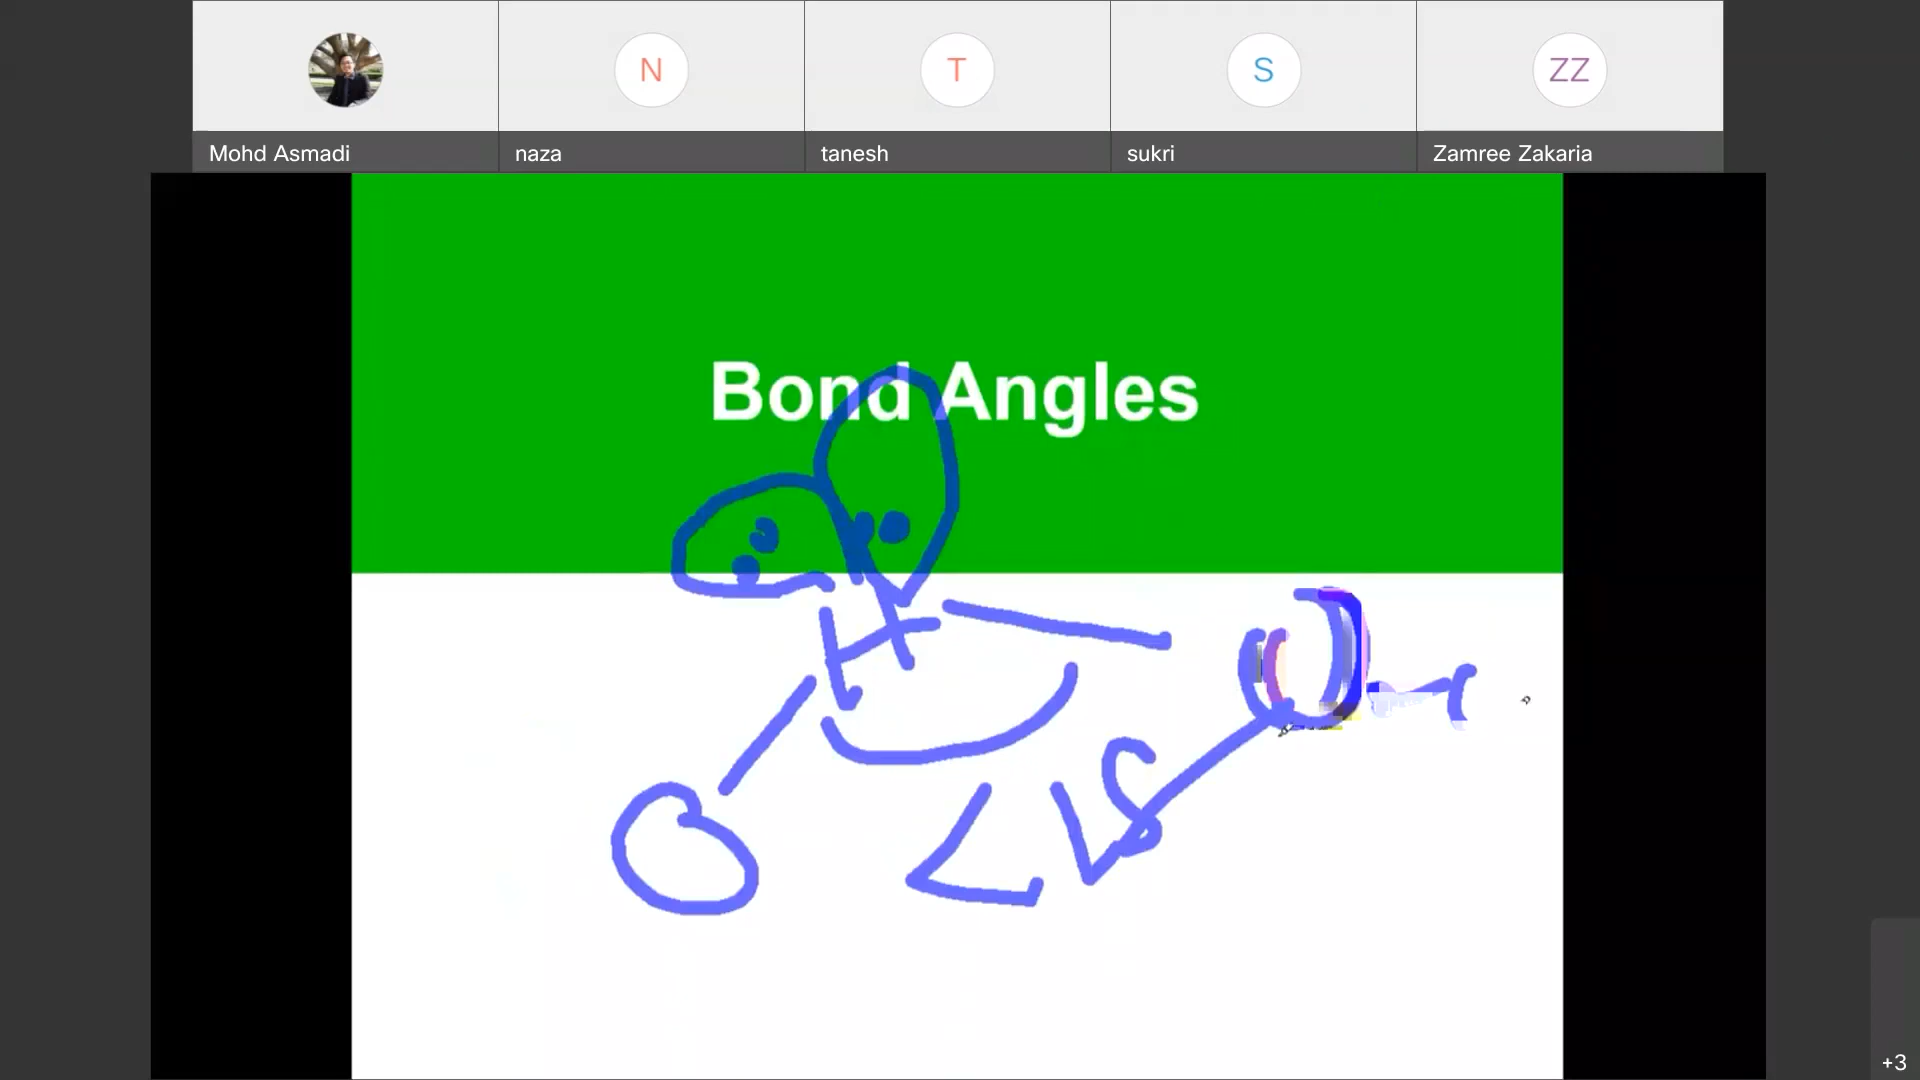 N
T
S
ZZ
Mohd Asmadi
naza
tanesh
sukri
Zamree Zakaria
Bond Angles
+3